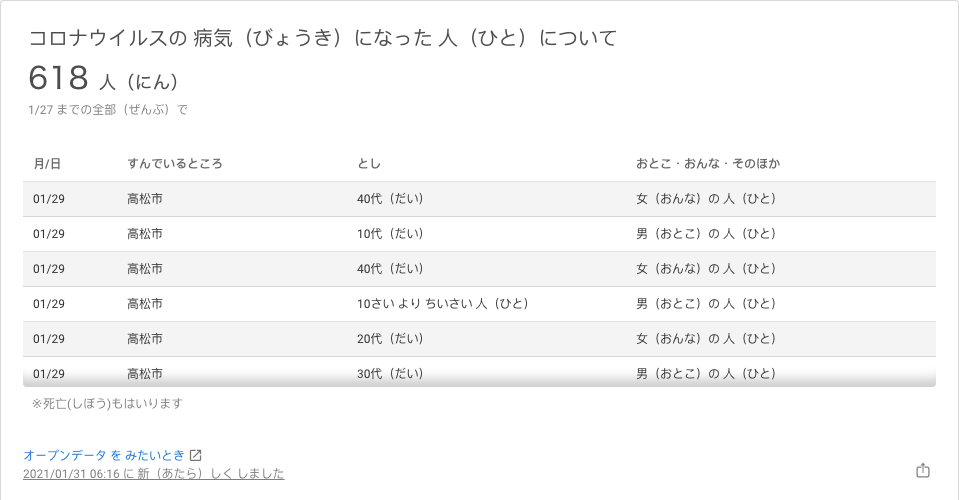 コロナウイルスの 病気（びょうき）になった 人（ひと）について
618 人（にん）
1/27 までの全部（ぜんぶ）で
月/日 すんでいるところ とし おとこ・おんな・そのほか
01/29 高松市 40代（だい） 女（おんな）の 人（ひと）
01/29 高松市 10代（だい） 男（おとこ）の 人（ひと）
01/29 高松市 40代（だい） 女（おんな）の 人（ひと）
01/29 高松市 10さい より ちいさい 人（ひと） 男（おとこ）の 人（ひと）
01/29 高松市 20代（だい） 女（おんな）の 人（ひと）
01/29 高松市 30代（だい） 男（おとこ）の 人（ひと）
※死亡(しぼう)もはいります
オープンデータ を みたいとき
2021/01/31 06:16 に 新（あたら）しく しました